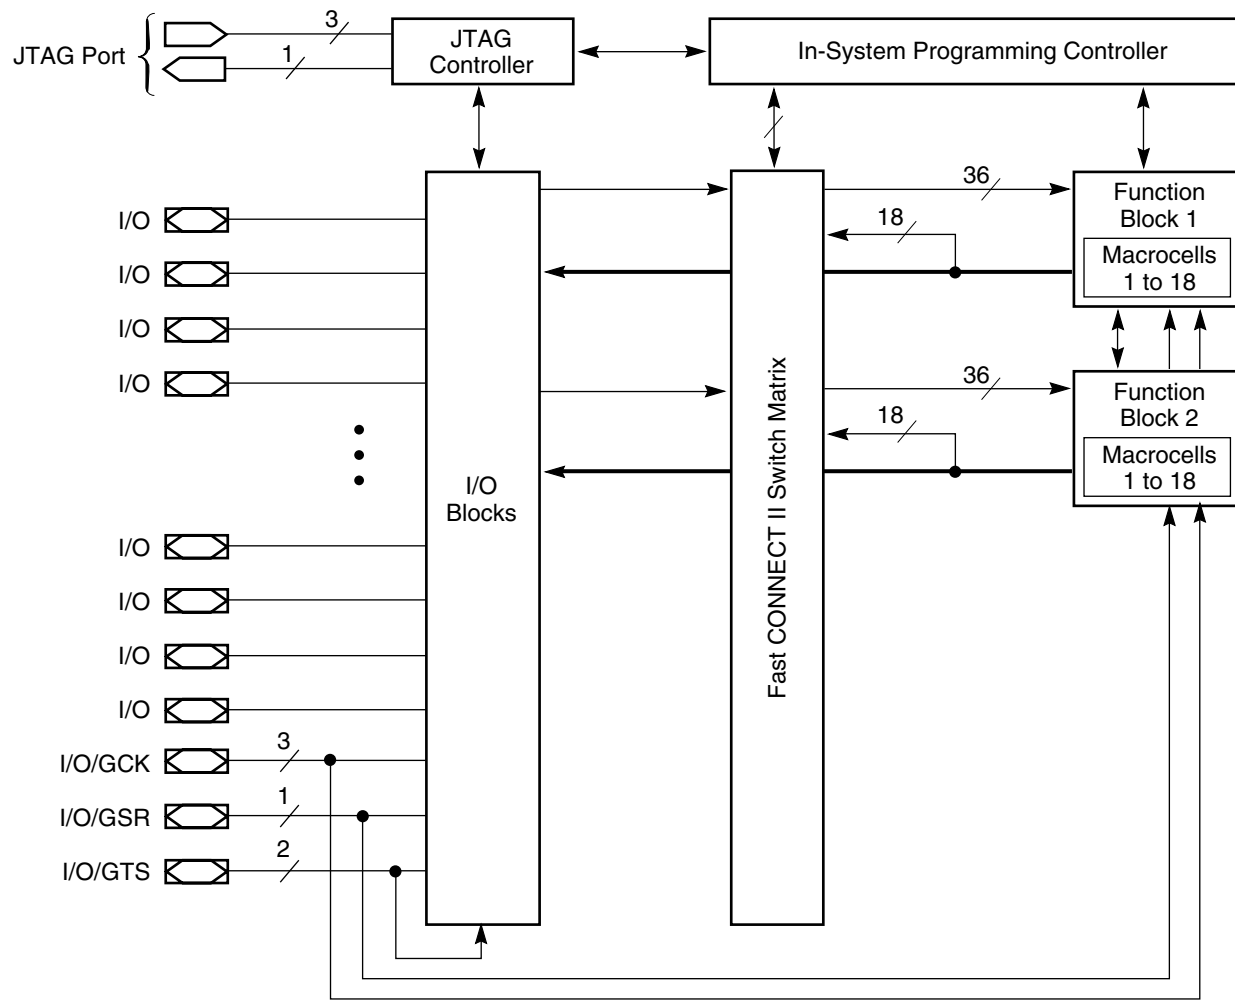 JTAG Port
3
1
JTAG
Controller
In-System Programming Controller
36
18
Function
Block 1
Macrocells
1 to 18
I/O
I/O
I/O
I/O
36
18
Function
Block 2
Macrocells
1 to 18
I/O
Blocks
Fast CONNECT II Switch Matrix
I/O
I/O
I/O
I/O
I/O/GCK
3
I/O/GSR
1
I/O/GTS
2